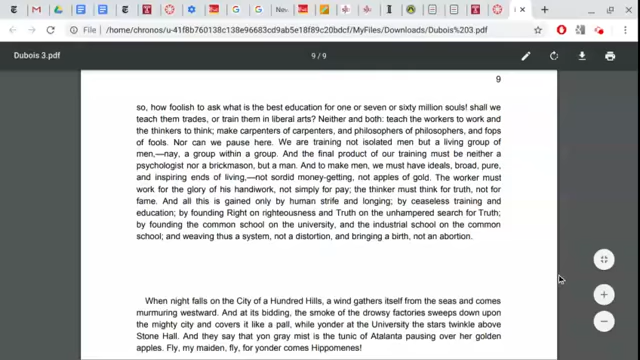 File | /home/chronos/u-41f8b760138c138e96683cd9ab5e18f69c20bdcf/MyFiles/Downloads/Dubois%203.pdf
Dubois 3.pdf
9 / 9
9
so, how foolish to ask what is the best education for one or seven or sixty million souls! shall we
teach them trades, or train them in liberal arts? Neither and both: teach the workers to work and
the thinkers to think; make carpenters of carpenters, and philosophers of philosophers, and fops
of fools. Nor can we pause here. We are training not isolated men but a living group of
men,—nay, a group within a group. And the final product of our training must be neither a
psychologist nor a brickmason, but a man. And to make men, we must have ideals, broad, pure,
and inspiring ends of living,—not sordid money-getting, not apples of gold. The worker must
work for the glory of his handiwork, not simply for pay; the thinker must think for truth, not for
fame. And all this is gained only by human strife and longing; by ceaseless training and
education; by founding Right on righteousness and Truth on the unhampered search for Truth;
by founding the common school on the university, and the industrial school on the common
school; and weaving thus a system, not a distortion, and bringing a birth, not an abortion.
When night falls on the City of a Hundred Hills, a wind gathers itself from the seas and comes
murmuring westward. And at its bidding, the smoke of the drowsy factories sweeps down upon
the mighty city and covers it like a pall, while yonder at the University the stars twinkle above
Stone Hall. And they say that yon gray mist is the tunic of Atalanta pausing over her golden
apples. Fly, my maiden, fly, for yonder comes Hippomenes!